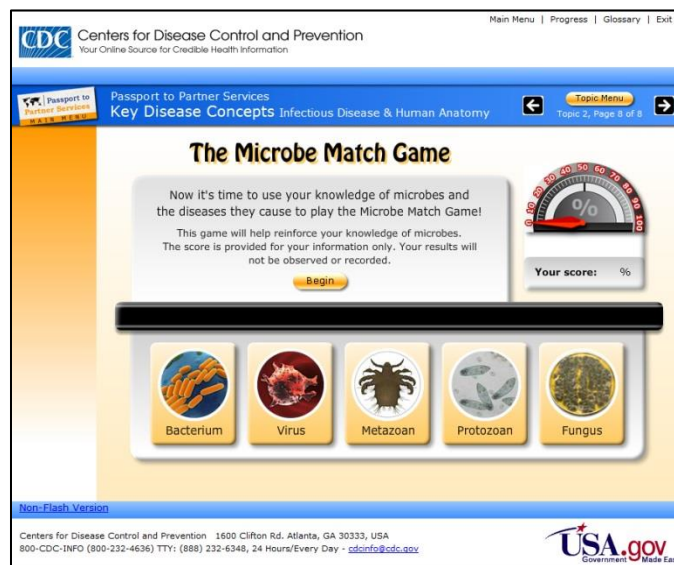 Main Menu | Progress | Glossary | Exit
CDC
Centers for Disease Control and Prevention
Your Online Source for Credible Health Information
Passport to
Partner Services
MAIN MENU
Passport to Partner Services
Key Disease Concepts Infectious Disease & Human Anatomy
Topic Menu
Topic 2, Page 8 of 8
The Microbe Match Game
Now it's time to use your knowledge of microbes and
the diseases they cause to play the Microbe Match Game!
This game will help reinforce your knowledge of microbes.
The score is provided for your information only. Your results will
not be observed or recorded.
Begin
0 10 20 30 40 50 60 70 80 90 100
%
Your score: %
Bacterium
Virus
Metazoan
Protozoan
Fungus
Non-Flash Version
Centers for Disease Control and Prevention 1600 Clifton Rd. Atlanta, GA 30333, USA
800-CDC-INFO (800-232-4636) TTY: (888) 232-6348, 24 Hours/Every Day - cdcinfo@cdc.gov
USA.gov
Government Made Eas